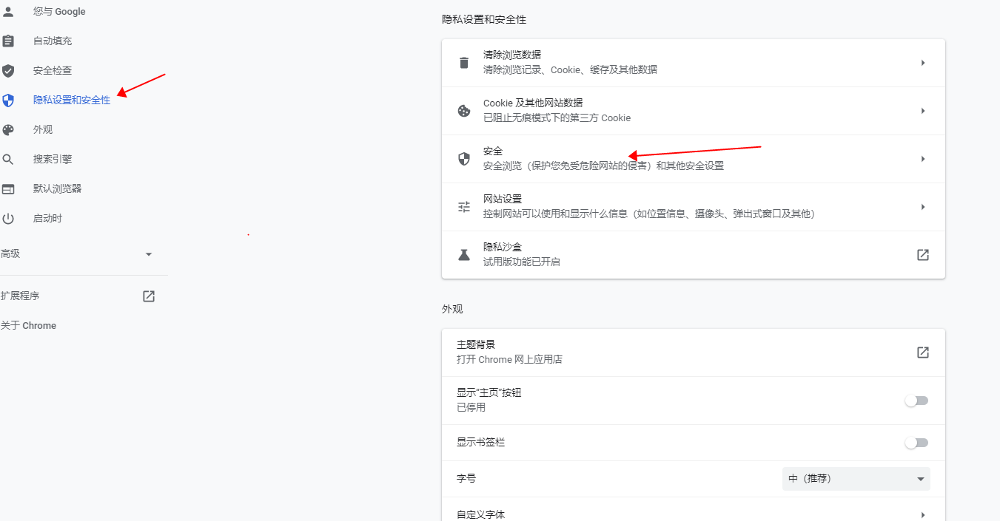 您与 Google
自动填充
安全检查
隐私设置和安全性
外观
搜索引擎
默认浏览器
启动时
高级
扩展程序
关于 Chrome
隐私设置和安全性
清除浏览数据
清除浏览记录、Cookie、缓存及其他数据
Cookie 及其他网站数据
已阻止无痕模式下的第三方 Cookie
安全
安全浏览（保护您免受危险网站的侵害）和其他安全设置
网站设置
控制网站可以使用和显示什么信息（如位置信息、摄像头、弹出式窗口及其他）
隐私沙盒
试用版功能已开启
外观
主题背景
打开 Chrome 网上应用店
显示“主页”按钮
已停用
显示书签栏
字号
中（推荐）
自定义字体